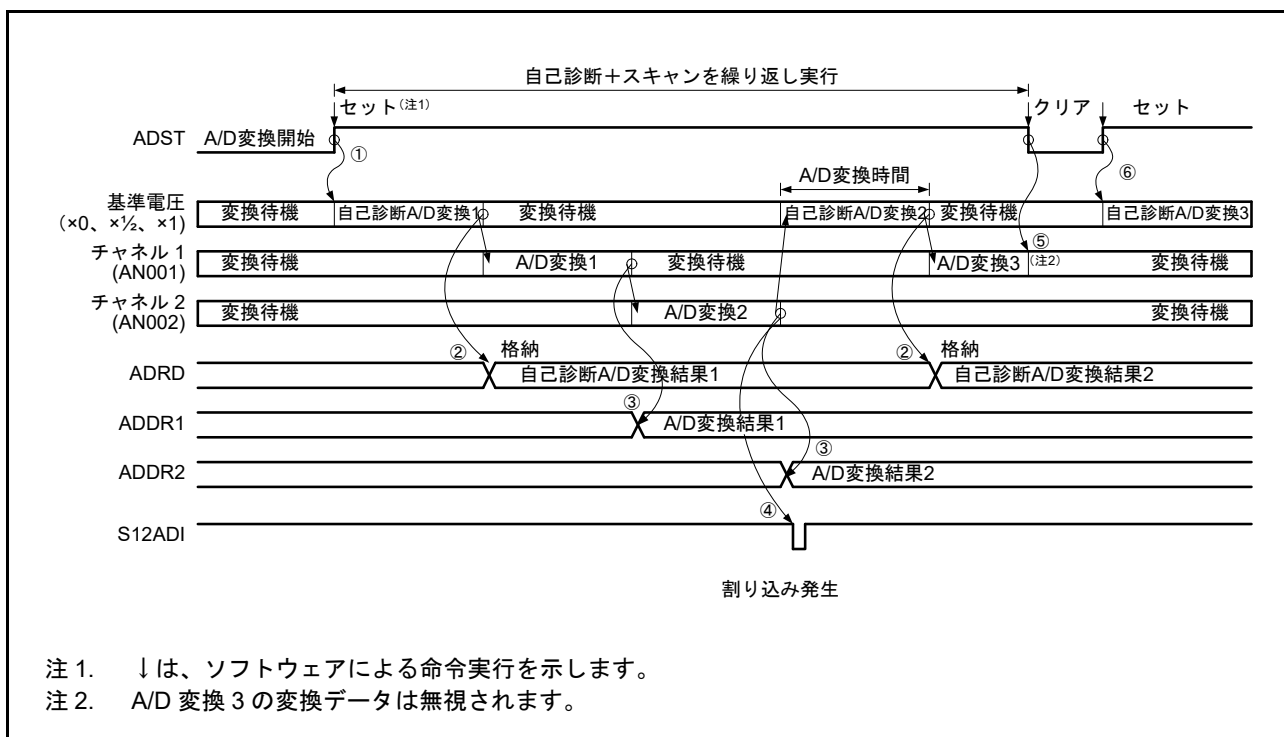 自己診断＋スキャンを繰り返し実行
セット(注1) クリア セット
ADST A/D変換開始 ① ⑥
A/D変換時間
基準電圧
(×0、×½、×1) 変換待機 自己診断A/D変換1 変換待機 自己診断A/D変換2 変換待機 自己診断A/D変換3
⑤
チャネル 1
(AN001) 変換待機 A/D変換1 変換待機 A/D変換3 (注2) 変換待機
チャネル 2
(AN002) 変換待機 A/D変換2 変換待機
② 格納 ② 格納
ADRD 自己診断A/D変換結果1 自己診断A/D変換結果2
③
ADDR1 A/D変換結果1
③
ADDR2 A/D変換結果2
④
S12ADI
割り込み発生
注 1. ↓は、ソフトウェアによる命令実行を示します。
注 2. A/D 変換 3 の変換データは無視されます。